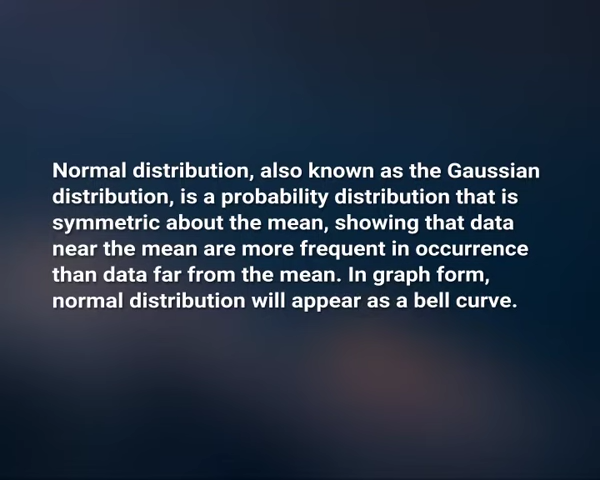 Normal distribution, also known as the Gaussian
distribution, is a probability distribution that is
symmetric about the mean, showing that data
near the mean are more frequent in occurrence
than data far from the mean. In graph form,
normal distribution will appear as a bell curve.